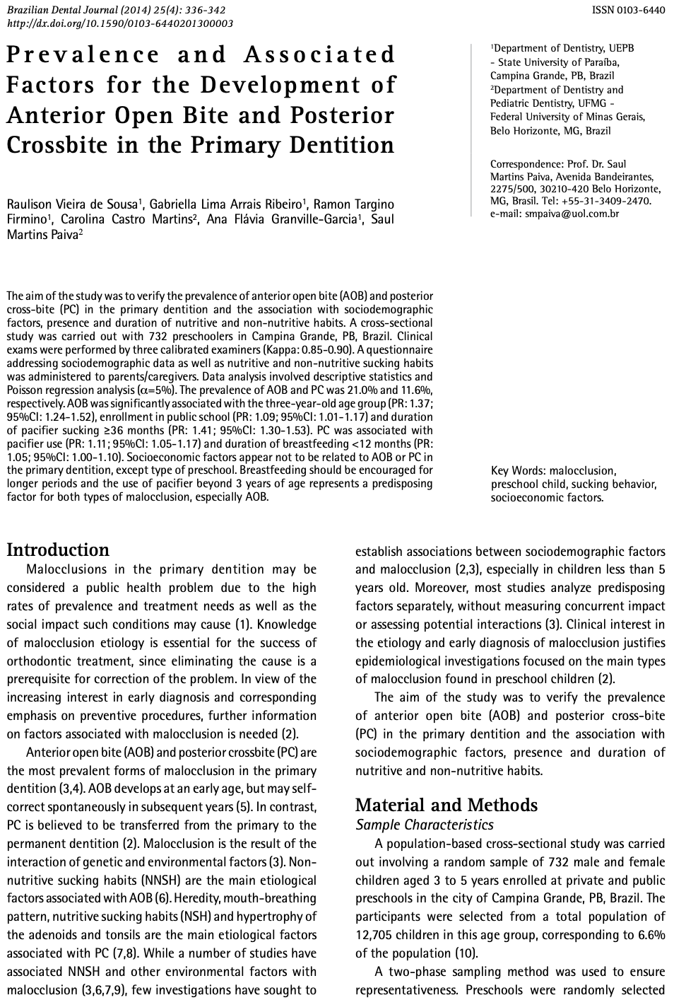 Brazilian Dental Journal (2014) 25(4): 336-342
http://dx.doi.org/10.1590/0103-6440201300003
ISSN 0103-6440
Prevalence and Associated
Factors for the Development of
Anterior Open Bite and Posterior
Crossbite in the Primary Dentition
Raulison Vieira de Sousa¹, Gabriella Lima Arrais Ribeiro¹, Ramon Targino
Firmino¹, Carolina Castro Martins², Ana Flávia Granville-Garcia¹, Saul
Martins Paiva²
¹Department of Dentistry, UEPB
- State University of Paraíba,
Campina Grande, PB, Brazil
²Department of Dentistry and
Pediatric Dentistry, UFMG -
Federal University of Minas Gerais,
Belo Horizonte, MG, Brazil
Correspondence: Prof. Dr. Saul
Martins Paiva, Avenida Bandeirantes,
2275/500, 30210-420 Belo Horizonte,
MG, Brasil. Tel: +55-31-3409-2470.
e-mail: smpaiva@uol.com.br
The aim of the study was to verify the prevalence of anterior open bite (AOB) and posterior
cross-bite (PC) in the primary dentition and the association with sociodemographic
factors, presence and duration of nutritive and non-nutritive habits. A cross-sectional
study was carried out with 732 preschoolers in Campina Grande, PB, Brazil. Clinical
exams were performed by three calibrated examiners (Kappa: 0.85-0.90). A questionnaire
addressing sociodemographic data as well as nutritive and non-nutritive sucking habits
was administered to parents/caregivers. Data analysis involved descriptive statistics and
Poisson regression analysis (α=5%). The prevalence of AOB and PC was 21.0% and 11.6%,
respectively. AOB was significantly associated with the three-year-old age group (PR: 1.37;
95%CI: 1.24-1.52), enrollment in public school (PR: 1.09; 95%CI: 1.01-1.17) and duration
of pacifier sucking ≥36 months (PR: 1.41; 95%CI: 1.30-1.53). PC was associated with
pacifier use (PR: 1.11; 95%CI: 1.05-1.17) and duration of breastfeeding <12 months (PR:
1.05; 95%CI: 1.00-1.10). Socioeconomic factors appear not to be related to AOB or PC in
the primary dentition, except type of preschool. Breastfeeding should be encouraged for
longer periods and the use of pacifier beyond 3 years of age represents a predisposing
factor for both types of malocclusion, especially AOB.
Key Words: malocclusion,
preschool child, sucking behavior,
socioeconomic factors.
Introduction
Malocclusions in the primary dentition may be
considered a public health problem due to the high
rates of prevalence and treatment needs as well as the
social impact such conditions may cause (1). Knowledge
of malocclusion etiology is essential for the success of
orthodontic treatment, since eliminating the cause is a
prerequisite for correction of the problem. In view of the
increasing interest in early diagnosis and corresponding
emphasis on preventive procedures, further information
on factors associated with malocclusion is needed (2).
Anterior open bite (AOB) and posterior crossbite (PC) are
the most prevalent forms of malocclusion in the primary
dentition (3,4). AOB develops at an early age, but may self-
correct spontaneously in subsequent years (5). In contrast,
PC is believed to be transferred from the primary to the
permanent dentition (2). Malocclusion is the result of the
interaction of genetic and environmental factors (3). Non-
nutritive sucking habits (NNSH) are the main etiological
factors associated with AOB (6). Heredity, mouth-breathing
pattern, nutritive sucking habits (NSH) and hypertrophy of
the adenoids and tonsils are the main etiological factors
associated with PC (7,8). While a number of studies have
associated NNSH and other environmental factors with
malocclusion (3,6,7,9), few investigations have sought to
establish associations between sociodemographic factors
and malocclusion (2,3), especially in children less than 5
years old. Moreover, most studies analyze predisposing
factors separately, without measuring concurrent impact
or assessing potential interactions (3). Clinical interest in
the etiology and early diagnosis of malocclusion justifies
epidemiological investigations focused on the main types
of malocclusion found in preschool children (2).
The aim of the study was to verify the prevalence
of anterior open bite (AOB) and posterior cross-bite
(PC) in the primary dentition and the association with
sociodemographic factors, presence and duration of
nutritive and non-nutritive habits.
Material and Methods
Sample Characteristics
A population-based cross-sectional study was carried
out involving a random sample of 732 male and female
children aged 3 to 5 years enrolled at private and public
preschools in the city of Campina Grande, PB, Brazil. The
participants were selected from a total population of
12,705 children in this age group, corresponding to 6.6%
of the population (10).
A two-phase sampling method was used to ensure
representativeness. Preschools were randomly selected